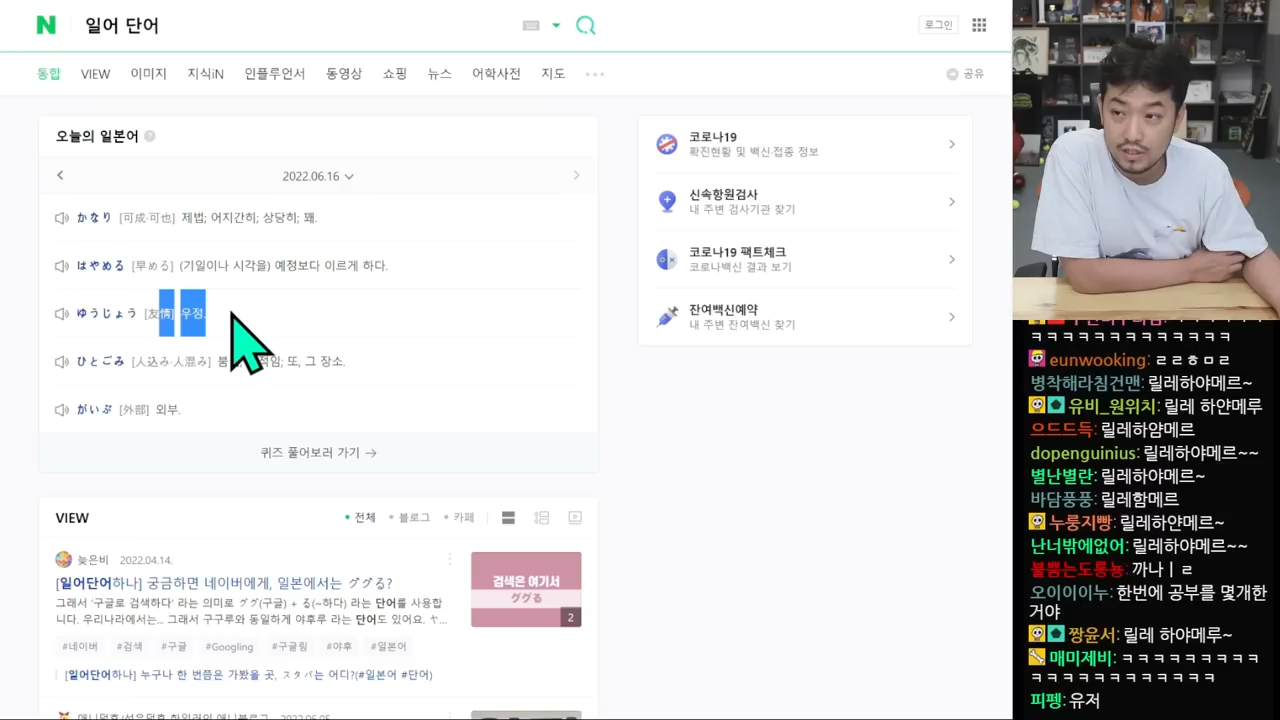 N 일어 단어 로그인
통합 VIEW 이미지 지식iN 인플루언서 동영상 쇼핑 뉴스 어학사전 지도 공유
오늘의 일본어
2022.06.16
かなり [可成·可也] 제법; 어지간히; 상당히; 꽤.
はやめる [早める] (기일이나 시각을) 예정보다 이르게 하다.
ゆうじょう [友情] 우정.
ひとごみ [人込み·人混み] 붐 적임; 또, 그 장소.
がいぶ [外部] 외부.
퀴즈 풀어보러 가기
코로나19
확진현황 및 백신·접종 정보
신속항원검사
내 주변 검사기관 찾기
코로나19 팩트체크
코로나백신 결과 보기
잔여백신예약
내 주변 잔여백신 찾기
VIEW 전체 블로그 카페
늦은비 2022.04.14.
[일어단어하나] 궁금하면 네이버에게, 일본에서는 ググる?
그래서 '구글로 검색하다' 라는 의미로 ググ(구글) + る(~하다) 라는 단어를 사용합
니다. 우리나라에서는... 그래서 구구루와 동일하게 야후루 라는 단어도 있어요. ヤ...
검색은 여기서
ググる
2
#네이버 #검색 #구글 #Googling #구글링 #야후 #일본어
[일어단어하나] 누구나 한 번쯤은 가봤을 곳, スタバ는 어디?(#일본어 #단어)
2022.06.05.
ㅋㅋㅋㅋㅋㅋㅋㅋㅋㅋㅋㅋ
eunwooking: ㄹㄹㅎㅁㄹ
병착해라침건맨: 릴레하야메르~
유비_원위치: 릴레 하얀메루
으드드득: 릴레하얌메르
dopenguinius: 릴레하야메르~~
별난별란: 릴레하야메르~
바담풍풍: 릴레함메르
누룽지빵: 릴레하얀메르~
난너밖에없어: 릴레하야메르~~
불뿜는도롱뇽: 까나ㅣㄹ
오이이이누: 한번에 공부를 몇개한
거야
짱윤서: 릴레 하야메루~
매미제비: ㅋㅋㅋㅋㅋㅋㅋㅋㅋ
ㅋㅋㅋㅋㅋㅋㅋㅋㅋㅋㅋㅋ
피펭: 유저